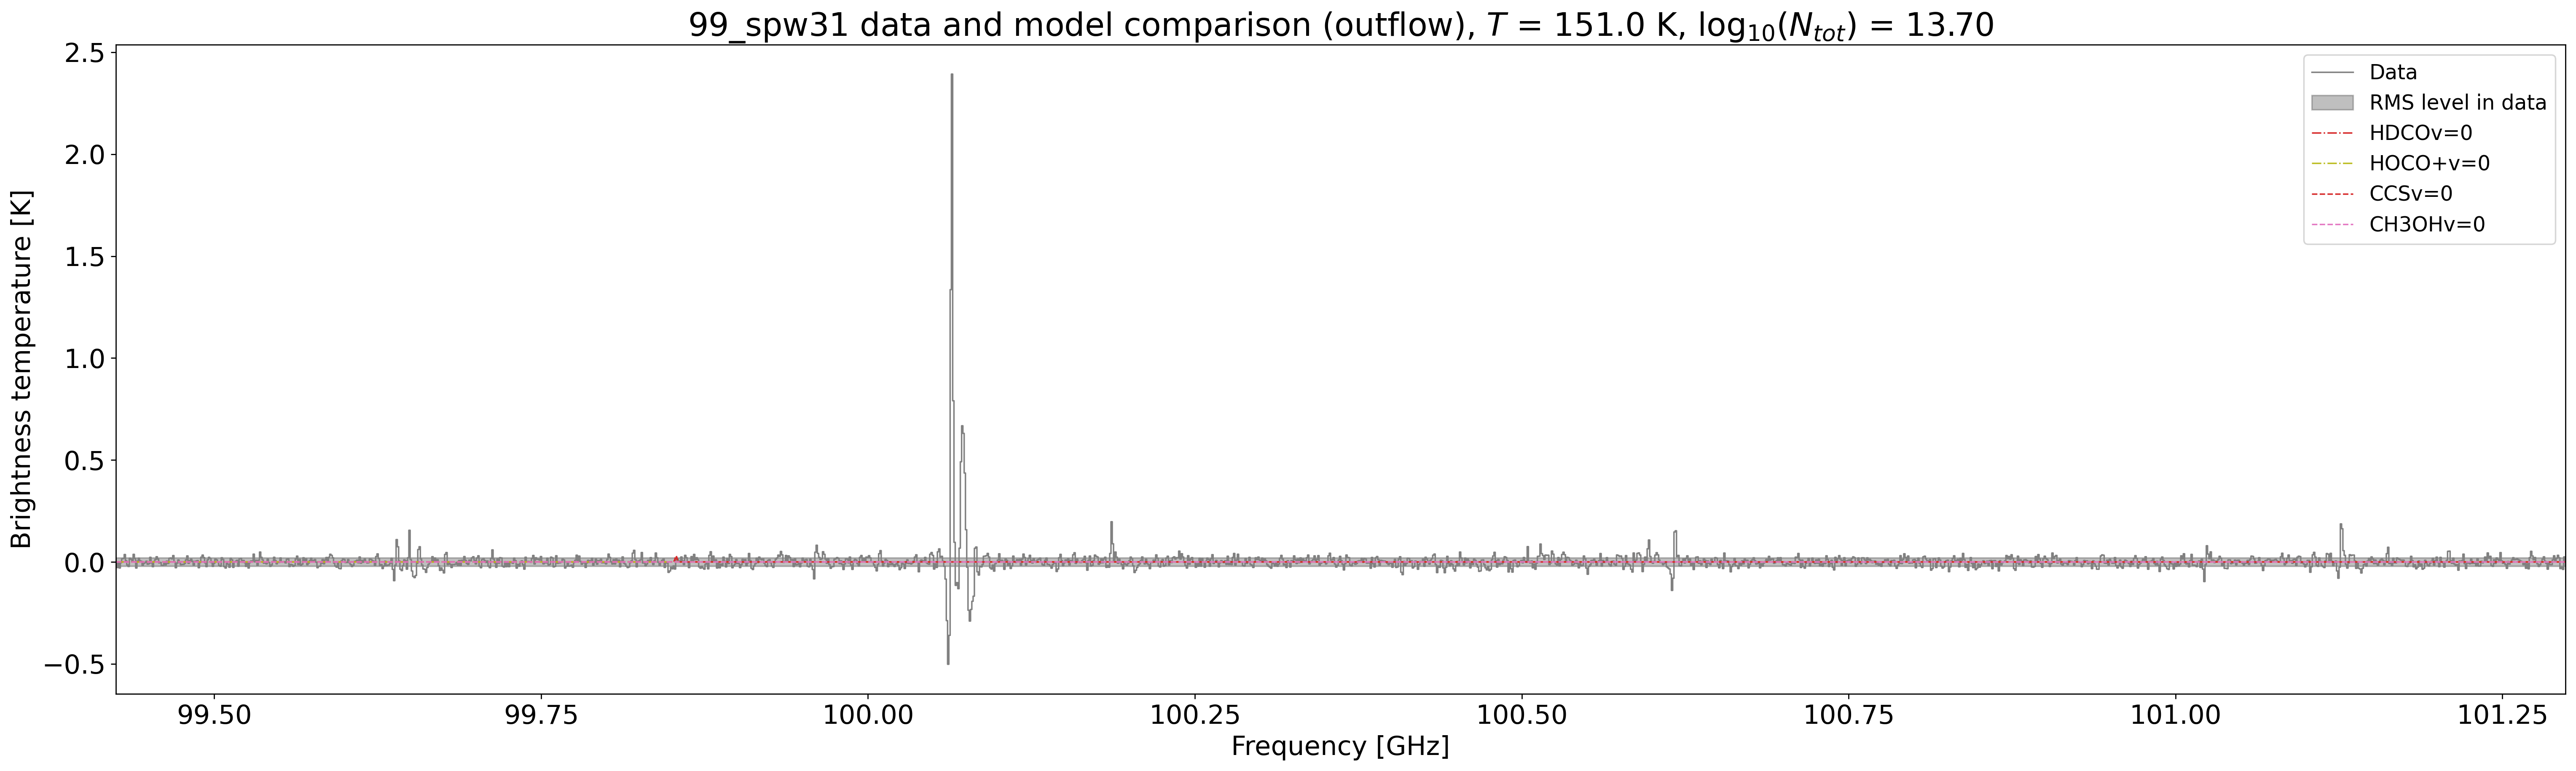 99_spw31 data and model comparison (outflow), T = 151.0 K, log₁₀(Nₜₒₜ) = 13.70
Brightness temperature [K]
2.5
2.0
1.5
1.0
0.5
0.0
−0.5
Data
RMS level in data
HDCOv=0
HOCO+v=0
CCSv=0
CH3OHv=0
99.50 99.75 100.00 100.25 100.50 100.75 101.00 101.25
Frequency [GHz]